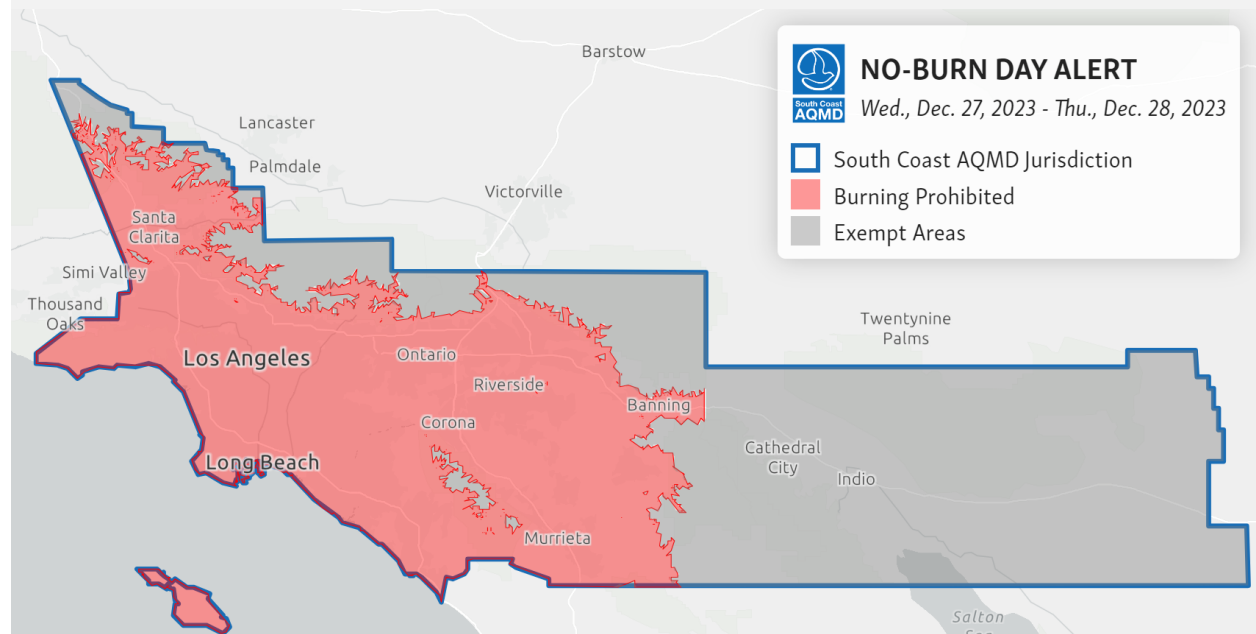 Barstow
NO-BURN DAY ALERT
South Coast
AQMD
Wed., Dec. 27, 2023 - Thu., Dec. 28, 2023
Lancaster
South Coast AQMD Jurisdiction
Palmdale
Victorville
Burning Prohibited
Santa
Clarita
Exempt Areas
Simi Valley
Thousand
Oaks
Twentynine
Palms
Los Angeles
Ontario
Riverside
Banning
Corona
Cathedral
City
Long Beach
Indio
Murrieta
Salton
Sea